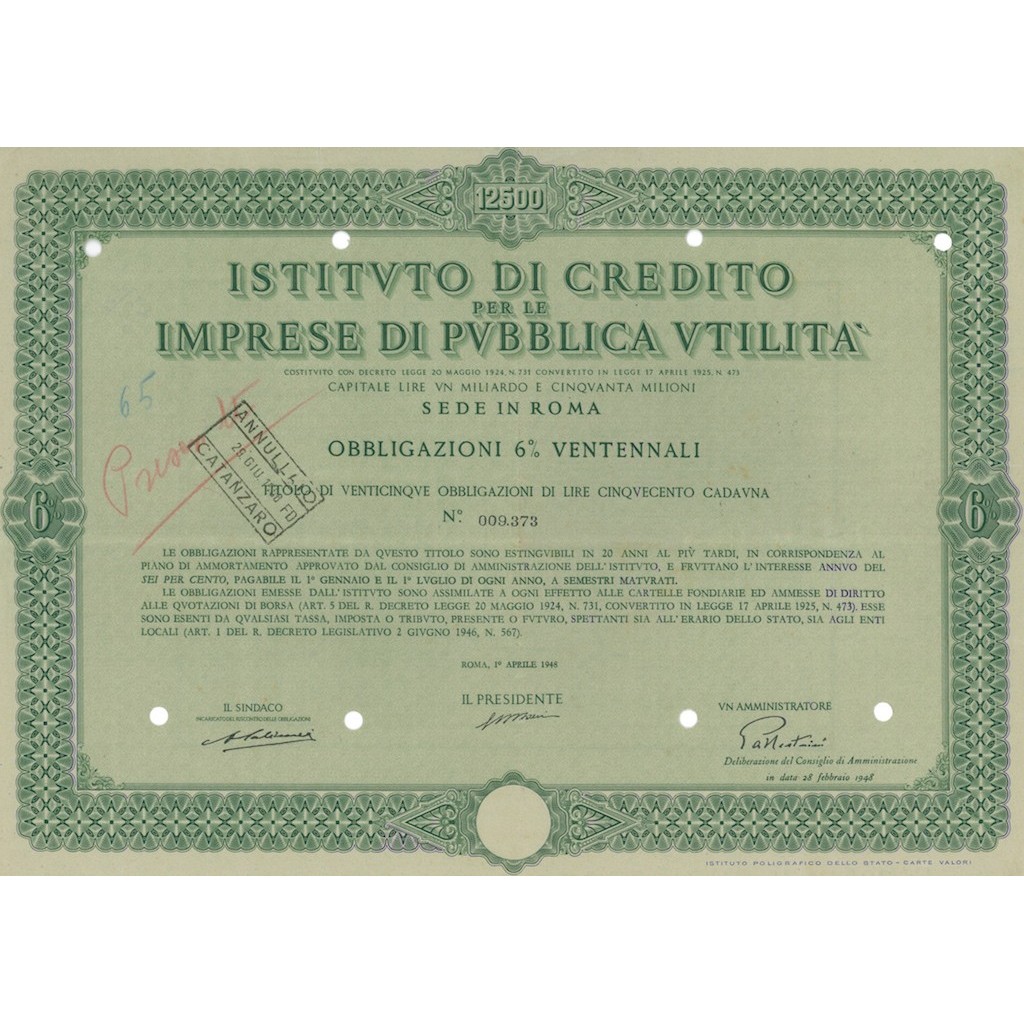 12500
ISTITVTO DI CREDITO
PER LE
IMPRESE DI PVBBLICA VTILITA`
COSTITVITO CON DECRETO LEGGE 20 MAGGIO 1924, N. 731 CONVERTITO IN LEGGE 17 APRILE 1925, N. 473
CAPITALE LIRE VN MILIARDO E CINQVANTA MILIONI
SEDE IN ROMA
65
OBBLIGAZIONI 6% VENTENNALI
ANNULLATO
28 GIU FD
CATANZARO
TITOLO DI VENTICINQVE OBBLIGAZIONI DI LIRE CINQVECENTO CADAVNA
N.° 009.373
6%
6%
LE OBBLIGAZIONI RAPPRESENTATE DA QVESTO TITOLO SONO ESTINGVIBILI IN 20 ANNI AL PIV̀ TARDI, IN CORRISPONDENZA AL
PIANO DI AMMORTAMENTO APPROVATO DAL CONSIGLIO DI AMMINISTRAZIONE DELL'ISTITVTO, E FRVTTANO L'INTERESSE ANNVO DEL
SEI PER CENTO, PAGABILE IL 1° GENNAIO E IL 1° LVGLIO DI OGNI ANNO, A SEMESTRI MATVRATI.
LE OBBLIGAZIONI EMESSE DALL'ISTITVTO SONO ASSIMILATE A OGNI EFFETTO ALLE CARTELLE FONDIARIE ED AMMESSE DI DIRITTO
ALLE QVOTAZIONI DI BORSA (ART. 5 DEL R. DECRETO LEGGE 20 MAGGIO 1924, N. 731, CONVERTITO IN LEGGE 17 APRILE 1925, N. 473). ESSE
SONO ESENTI DA QVALSIASI TASSA, IMPOSTA O TRIBVTO, PRESENTE O FVTVRO, SPETTANTI SIA ALL'ERARIO DELLO STATO, SIA AGLI ENTI
LOCALI (ART. 1 DEL R. DECRETO LEGISLATIVO 2 GIVGNO 1946, N. 567).
ROMA, 1° APRILE 1948
IL SINDACO
INCARICATO DEL RISCONTRO DELLE OBBLIGAZIONI
IL PRESIDENTE
VN AMMINISTRATORE
Deliberazione del Consiglio di Amministrazione
in data 28 febbraio 1948
ISTITUTO POLIGRAFICO DELLO STATO - CARTE VALORI